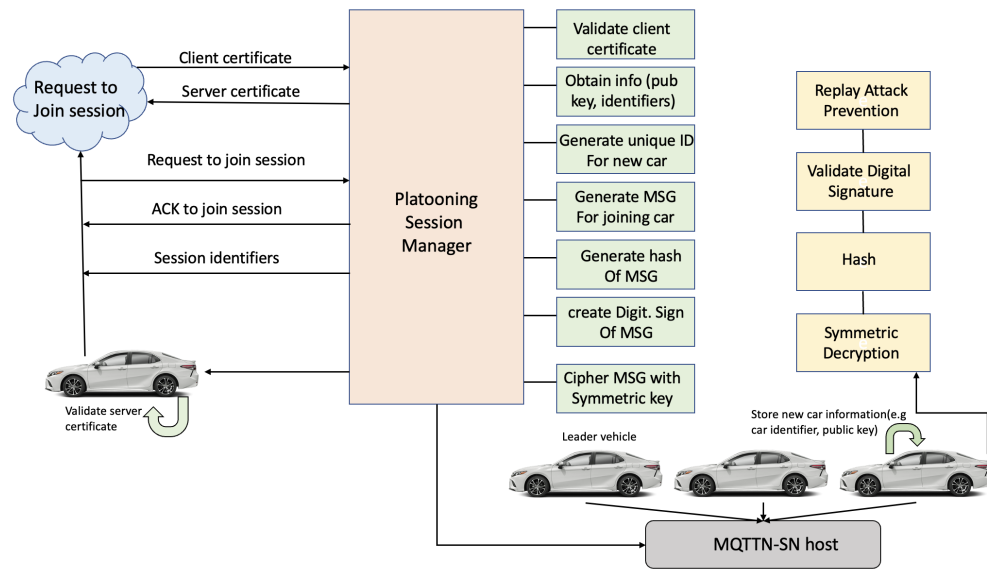 Client certificate
Request to
Join session
Server certificate
Request to join session
ACK to join session
Session identifiers
Validate server
certificate
Platooning
Session
Manager
Validate client
certificate
Obtain info (pub
key, identifiers)
Generate unique ID
For new car
Generate MSG
For joining car
Generate hash
Of MSG
create Digit. Sign
Of MSG
Cipher MSG with
Symmetric key
Replay Attack
Prevention
Validate Digital
Signature
Hash
Symmetric
Decryption
Store new car information(e.g
car identifier, public key)
Leader vehicle
MQTTN-SN host